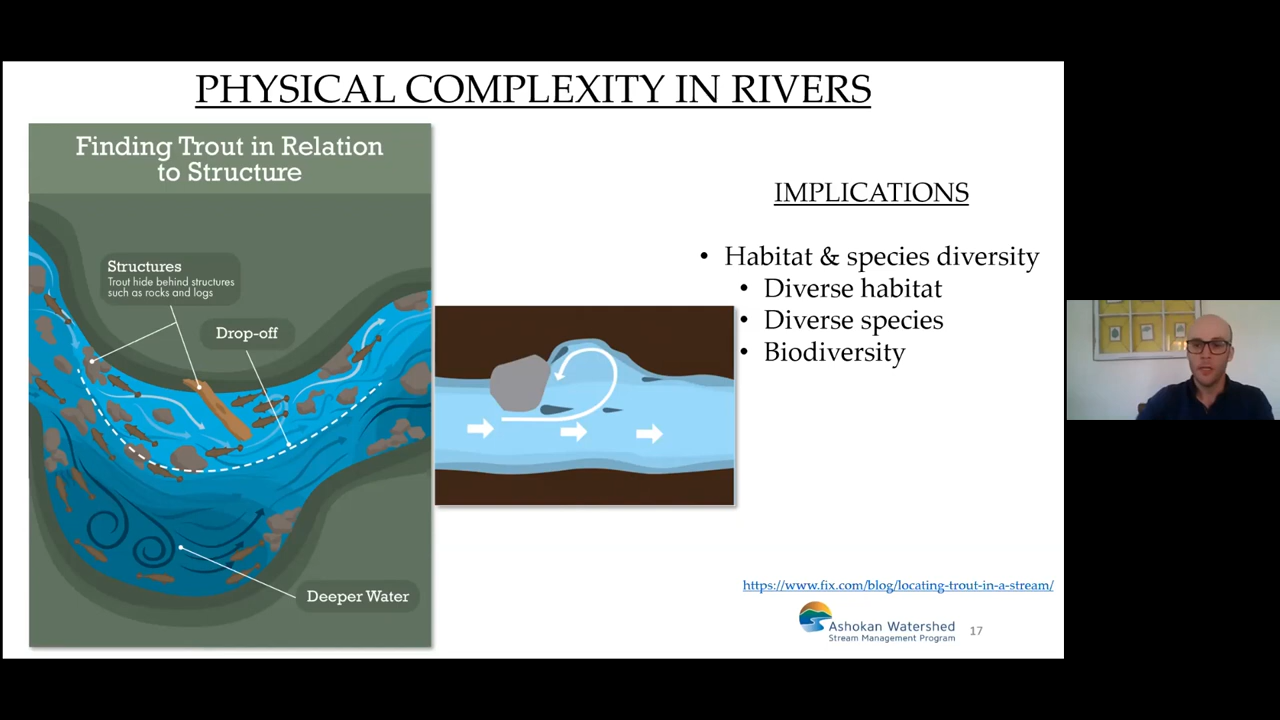 PHYSICAL COMPLEXITY IN RIVERS
Finding Trout in Relation
to Structure
Structures
Trout hide behind structures
such as rocks and logs
Drop-off
Deeper Water
IMPLICATIONS
• Habitat & species diversity
• Diverse habitat
• Diverse species
• Biodiversity
https://www.fix.com/blog/locating-trout-in-a-stream/
Ashokan Watershed
Stream Management Program
17